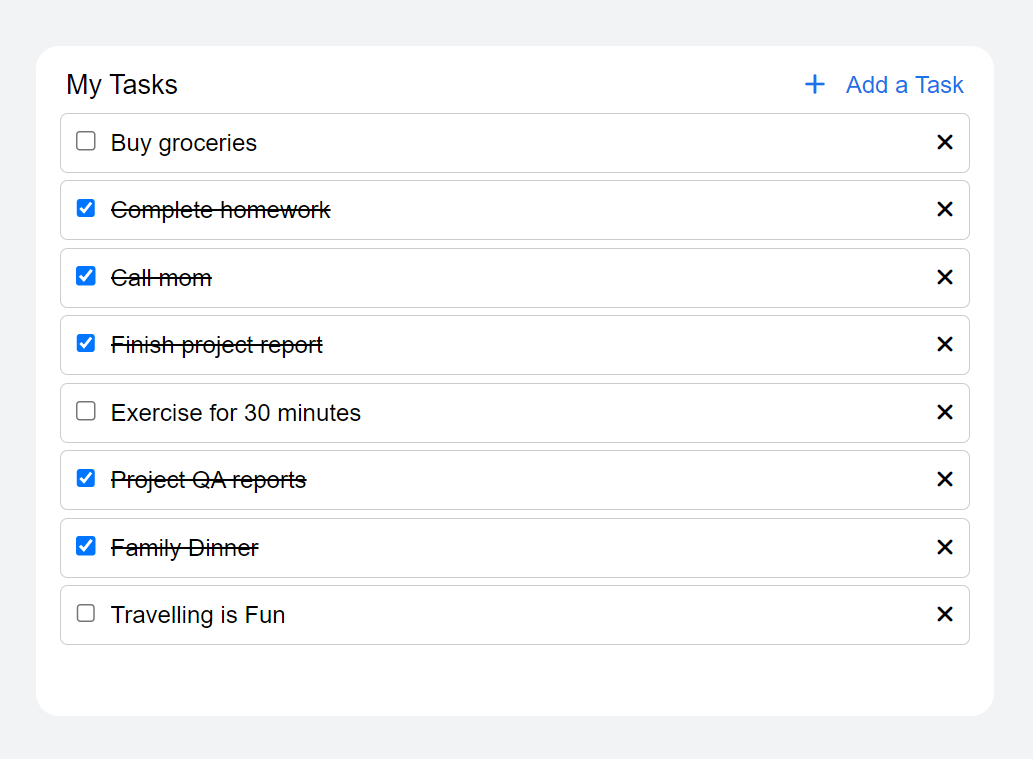 My Tasks
+ Add a Task
Buy groceries
Complete homework
Call mom
Finish project report
Exercise for 30 minutes
Project QA reports
Family Dinner
Travelling is Fun